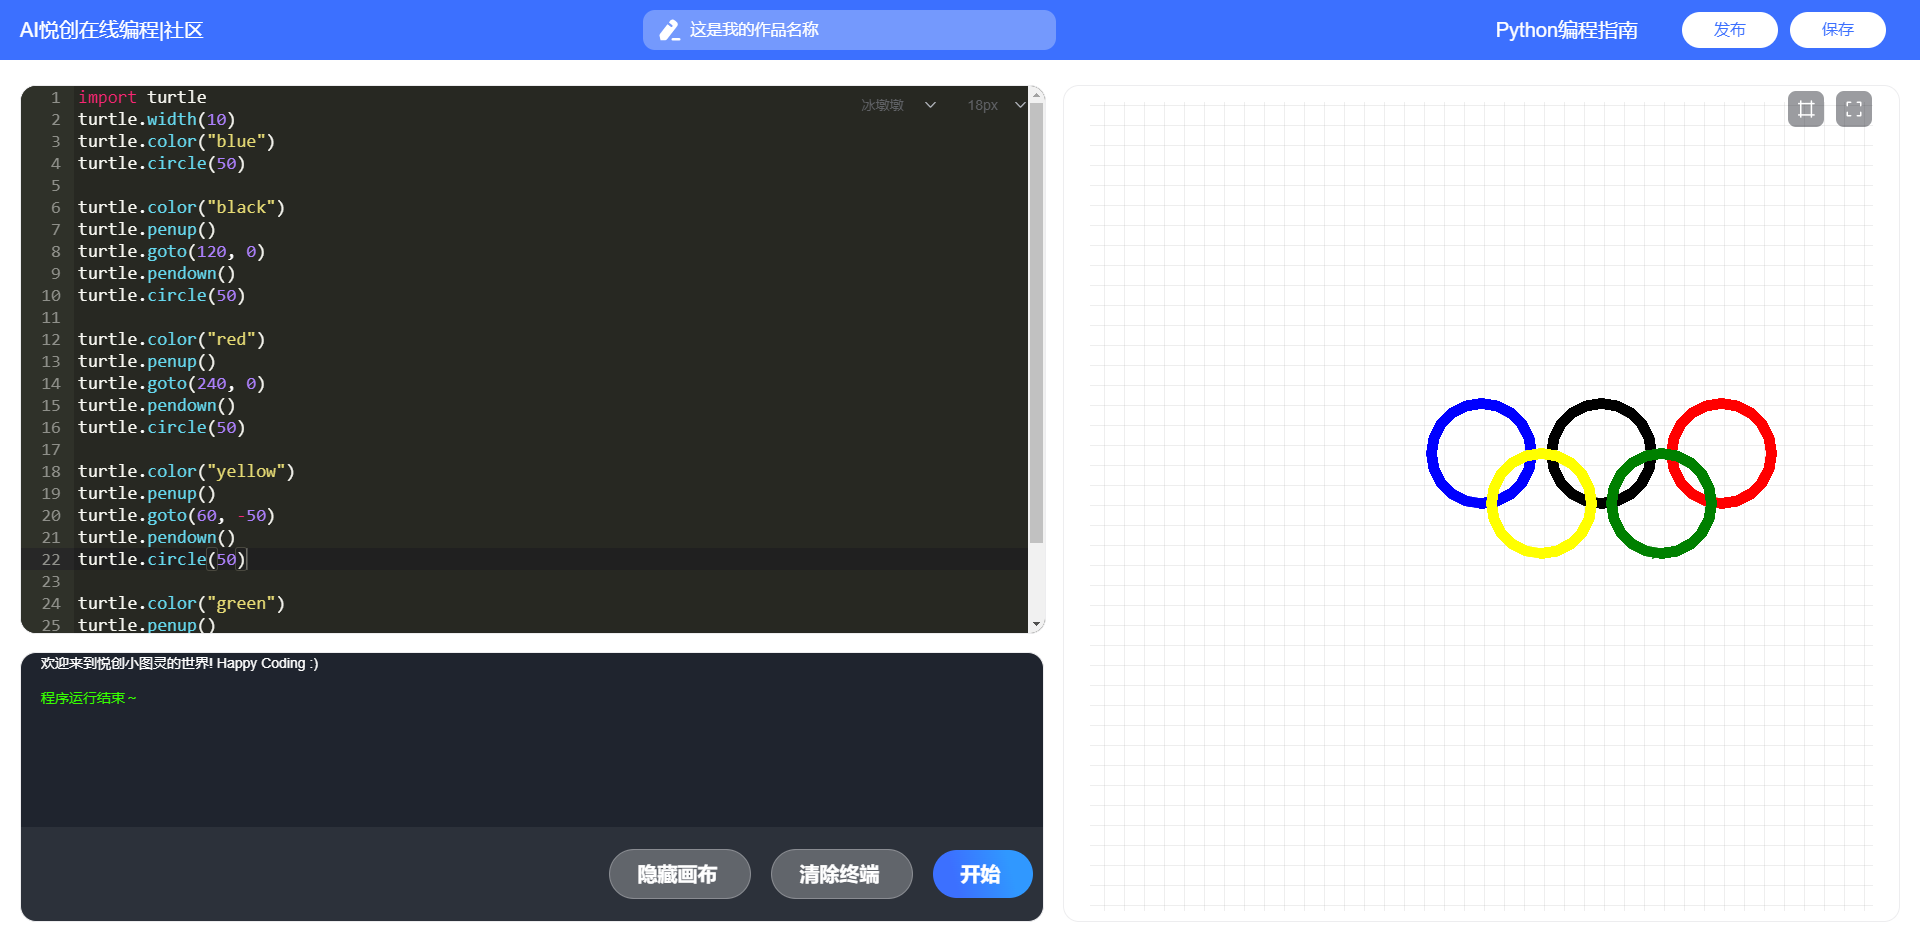 AI悦创在线编程|社区
这是我的作品名称
Python编程指南
发布
保存
冰墩墩
18px
1 import turtle
2 turtle.width(10)
3 turtle.color("blue")
4 turtle.circle(50)
5
6 turtle.color("black")
7 turtle.penup()
8 turtle.goto(120, 0)
9 turtle.pendown()
10 turtle.circle(50)
11
12 turtle.color("red")
13 turtle.penup()
14 turtle.goto(240, 0)
15 turtle.pendown()
16 turtle.circle(50)
17
18 turtle.color("yellow")
19 turtle.penup()
20 turtle.goto(60, -50)
21 turtle.pendown()
22 turtle.circle(50)
23
24 turtle.color("green")
25 turtle.penup()
欢迎来到悦创小图灵的世界! Happy Coding :)
程序运行结束～
隐藏画布
清除终端
开始